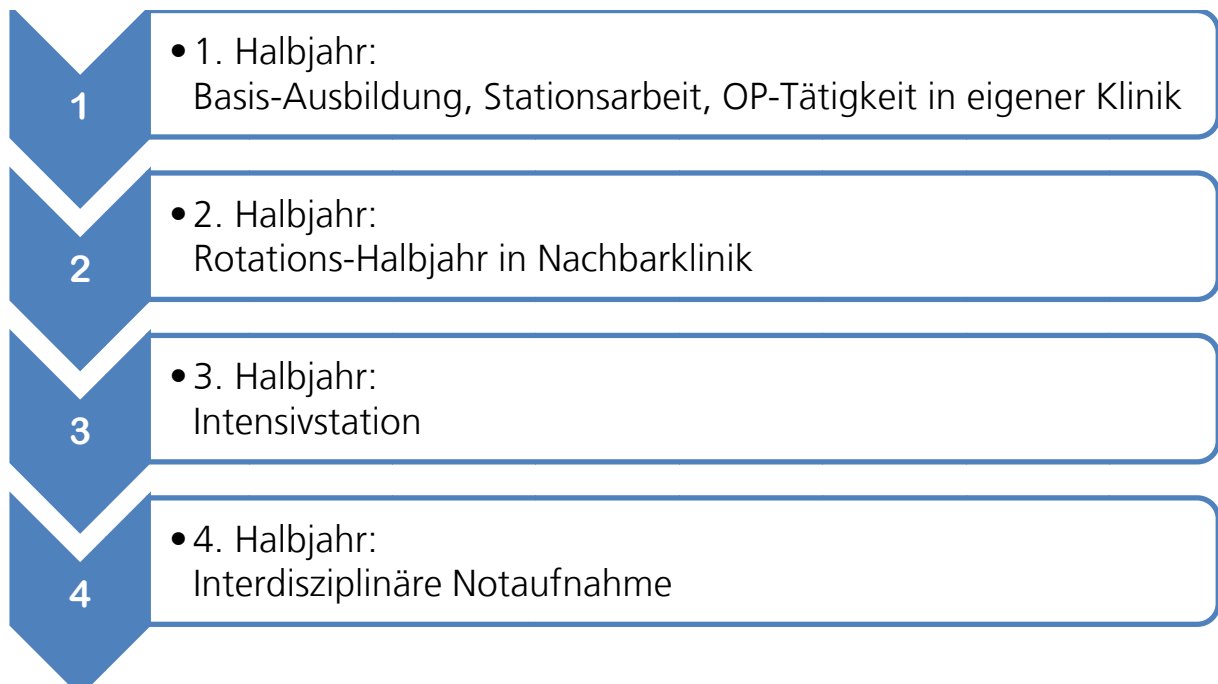 1
• 1. Halbjahr:
Basis-Ausbildung, Stationsarbeit, OP-Tätigkeit in eigener Klinik
2
• 2. Halbjahr:
Rotations-Halbjahr in Nachbarklinik
3
• 3. Halbjahr:
Intensivstation
4
• 4. Halbjahr:
Interdisziplinäre Notaufnahme